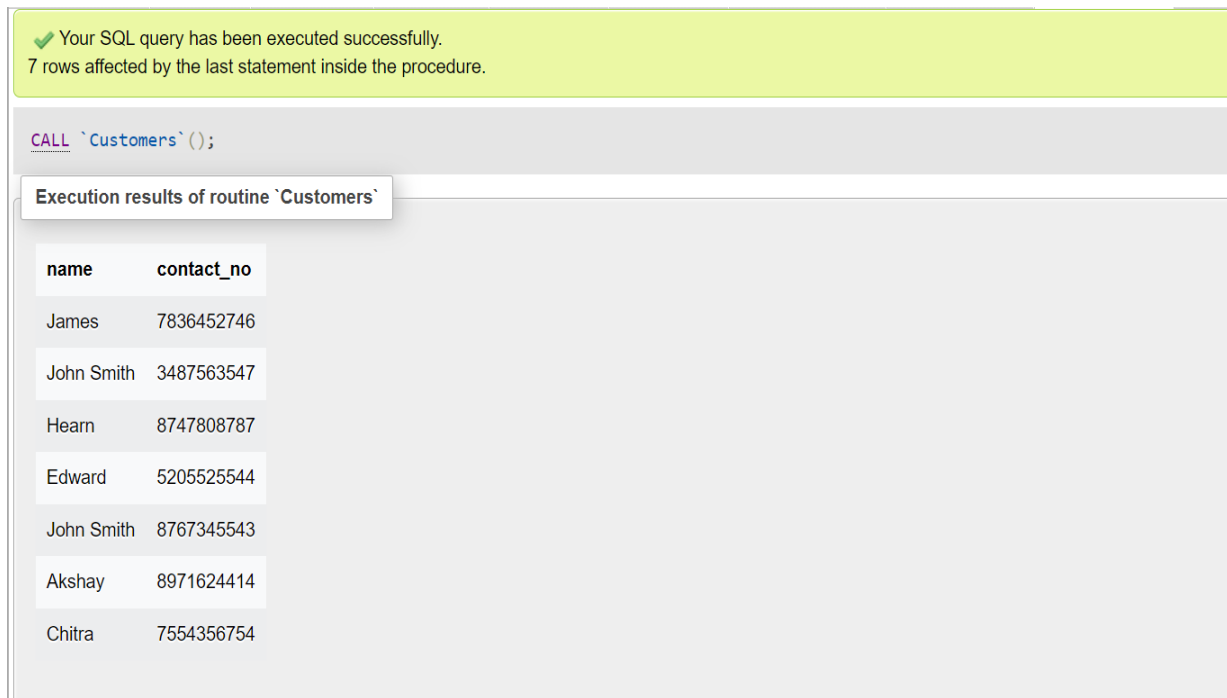 Your SQL query has been executed successfully.
7 rows affected by the last statement inside the procedure.
CALL `Customers`();
Execution results of routine `Customers`
name contact_no
James 7836452746
John Smith 3487563547
Hearn 8747808787
Edward 5205525544
John Smith 8767345543
Akshay 8971624414
Chitra 7554356754